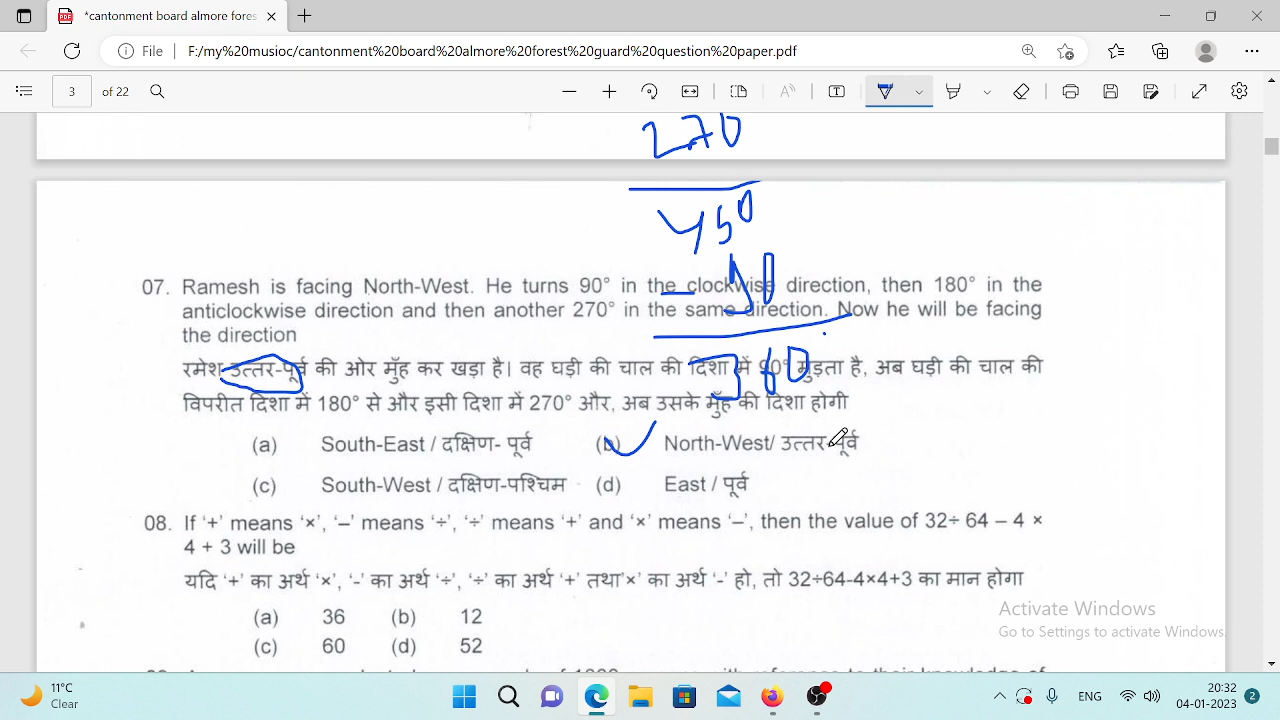 *cantonment board almore fores
File F:/my%20musioc/cantonment%20board%20almore%20forest%20guard%20question%20paper.pdf
3 of 22
270
450
- 90
360
07. Ramesh is facing North-West. He turns 90° in the clockwise direction, then 180° in the
anticlockwise direction and then another 270° in the same direction. Now he will be facing
the direction
रमेश उत्तर-पूर्व की ओर मुँह कर खड़ा है। वह घड़ी की चाल की दिशा में 90° मुड़ता है, अब घड़ी की चाल की
विपरीत दिशा में 180° से और इसी दिशा में 270° और, अब उसके मुँह की दिशा होगी
(a) South-East / दक्षिण- पूर्व (b) North-West/ उत्तर-पूर्व
(c) South-West / दक्षिण-पश्चिम (d) East / पूर्व
08. If '+' means '×', '–' means '÷', '÷' means '+' and '×' means '–', then the value of 32÷ 64 – 4 ×
4 + 3 will be
यदि '+' का अर्थ '×', '-' का अर्थ '÷', '÷' का अर्थ '+' तथा'×' का अर्थ '-' हो, तो 32÷64-4×4+3 का मान होगा
(a) 36 (b) 12
(c) 60 (d) 52
Activate Windows
Go to Settings to activate Windows.
11°C
Clear
ENG
20:32
04-01-2023
2